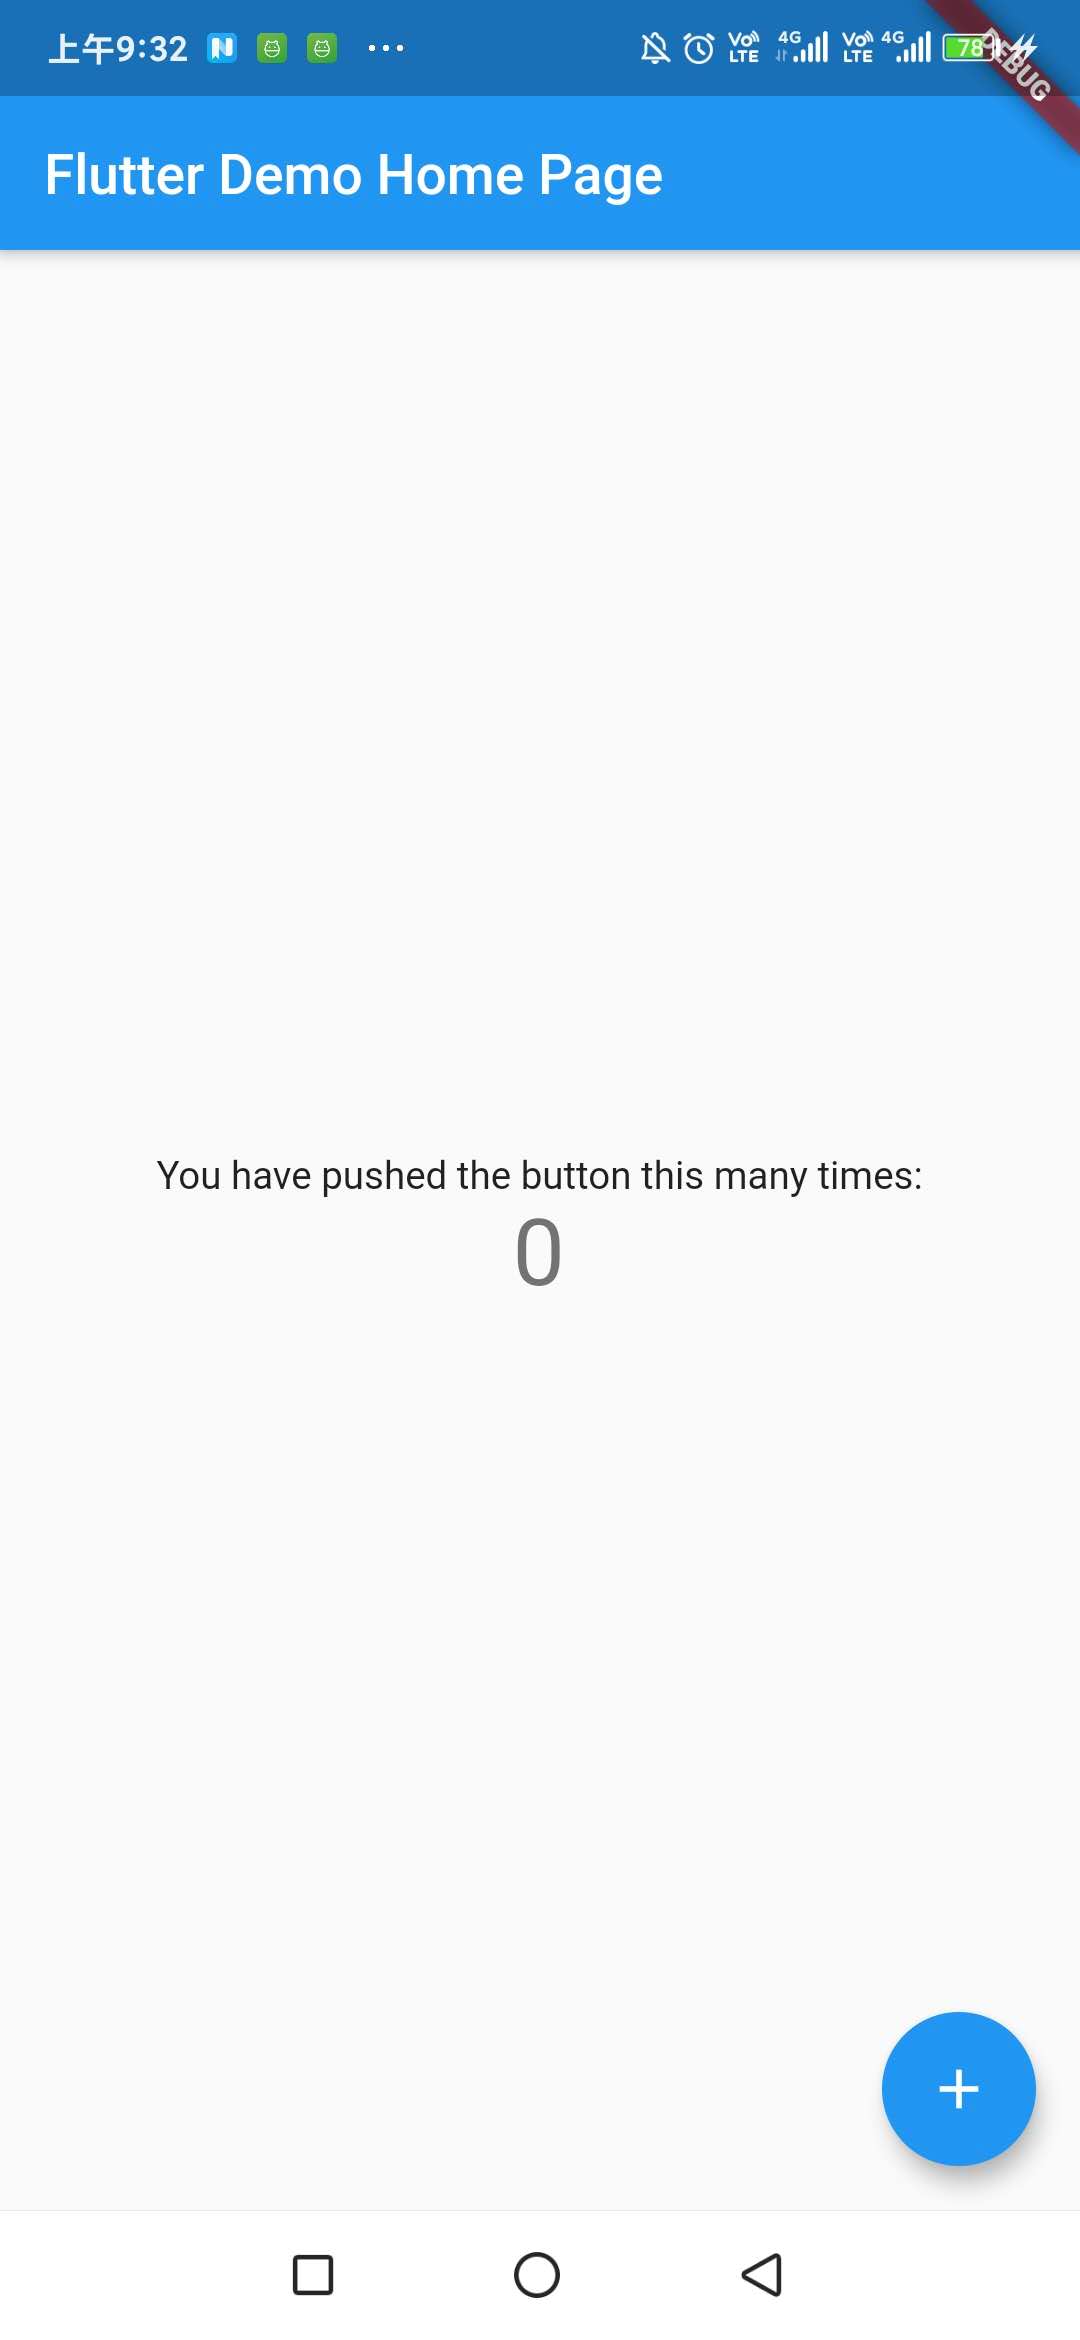 上午9:32
Vo LTE 4G Vo LTE 4G 78
DEBUG
Flutter Demo Home Page
You have pushed the button this many times:
0